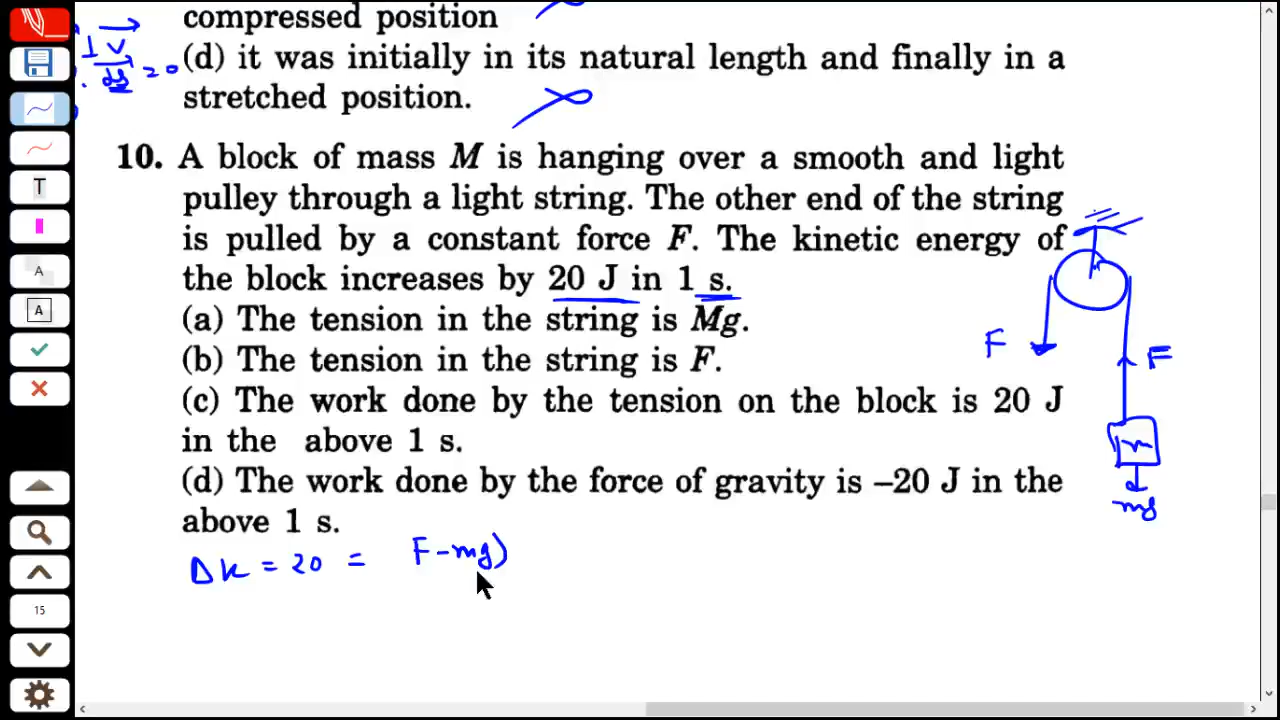 compressed position
⊥ V
ds = 0
(d) it was initially in its natural length and finally in a
stretched position.
10. A block of mass M is hanging over a smooth and light
pulley through a light string. The other end of the string
is pulled by a constant force F. The kinetic energy of
the block increases by 20 J in 1 s.
(a) The tension in the string is Mg.
(b) The tension in the string is F.
(c) The work done by the tension on the block is 20 J
in the above 1 s.
(d) The work done by the force of gravity is –20 J in the
above 1 s.
F
F
m
mg
Δk = 20 = F-mg)
T
A
A
15